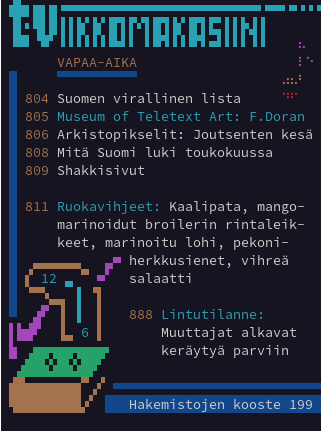 VIIKKOMAKASIINI
VAPAA-AIKA
804 Suomen virallinen lista
805 Museum of Teletext Art: F.Doran
806 Arkistopikselit: Joutsenten kesä
808 Mitä Suomi luki toukokuussa
809 Shakkisivut
811 Ruokavihjeet: Kaalipata, mango-
marinoidut broilerin rintaleik-
keet, marinoitu lohi, pekoni-
herkkusienet, vihreä
12 salaatti
888 Lintutilanne:
6 Muuttajat alkavat
keräytyä parviin
Hakemistojen kooste 199